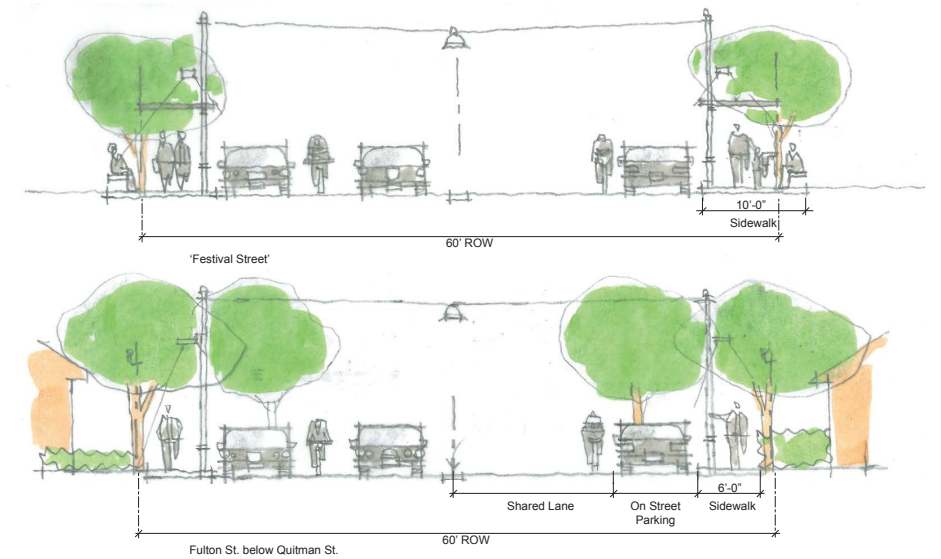 10'-0"
Sidewalk
60' ROW
'Festival Street'
6'-0"
Shared Lane
On Street
Parking
Sidewalk
60' ROW
Fulton St. below Quitman St.